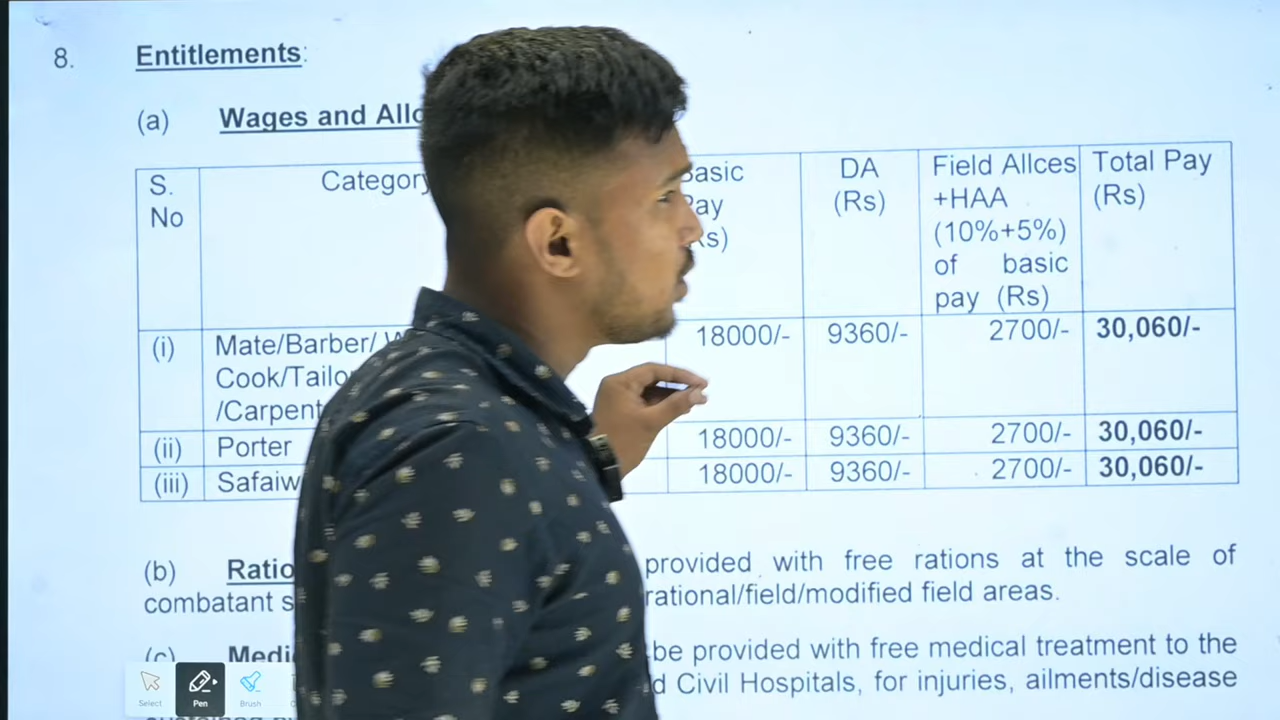 8. Entitlements:
(a) Wages and Allo
S. No Category Basic Pay (Rs) DA (Rs) Field Allces +HAA (10%+5%) of basic pay (Rs) Total Pay (Rs)
(i) Mate/Barber/ W 18000/- 9360/- 2700/- 30,060/-
Cook/Tailo
/Carpent
(ii) Porter 18000/- 9360/- 2700/- 30,060/-
(iii) Safaiw 18000/- 9360/- 2700/- 30,060/-
(b) Ratio provided with free rations at the scale of
combatant s rational/field/modified field areas.
(c) Medi be provided with free medical treatment to the
d Civil Hospitals, for injuries, ailments/disease
Select Pen Brush